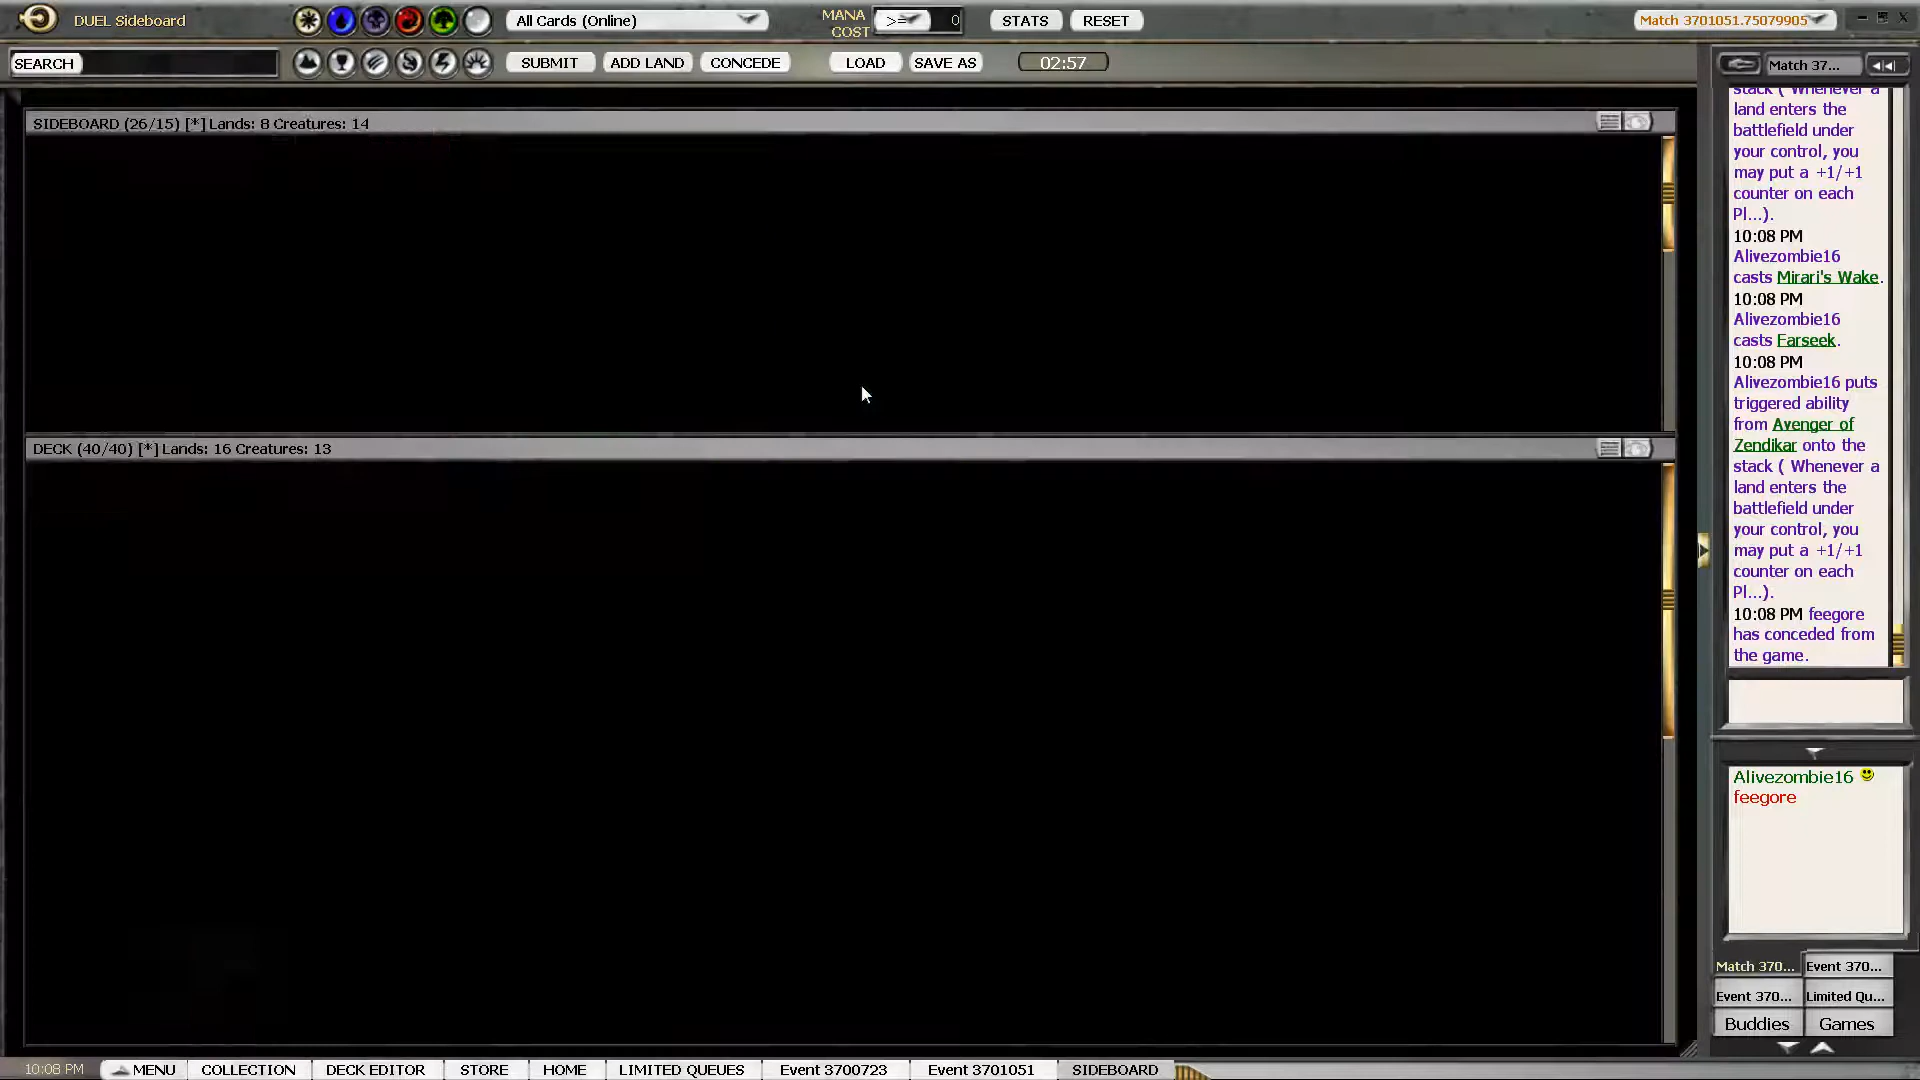 DUEL Sideboard
All Cards (Online)
MANA COST
>=
0
STATS
RESET
Match 3701051.75079905
SEARCH
SUBMIT
ADD LAND
CONCEDE
LOAD
SAVE AS
02:57
Match 37...
SIDEBOARD (26/15) [*] Lands: 8 Creatures: 14
DECK (40/40) [*] Lands: 16 Creatures: 13
stack ( Whenever a
land enters the
battlefield under
your control, you
may put a +1/+1
counter on each
Pl...).
10:08 PM
Alivezombie16
casts Mirari's Wake.
10:08 PM
Alivezombie16
casts Farseek.
10:08 PM
Alivezombie16 puts
triggered ability
from Avenger of
Zendikar onto the
stack ( Whenever a
land enters the
battlefield under
your control, you
may put a +1/+1
counter on each
Pl...).
10:08 PM feegore
has conceded from
the game.
Alivezombie16
feegore
Match 370...
Event 370...
Event 370...
Limited Qu...
Buddies
Games
10:08 PM
MENU
COLLECTION
DECK EDITOR
STORE
HOME
LIMITED QUEUES
Event 3700723
Event 3701051
SIDEBOARD